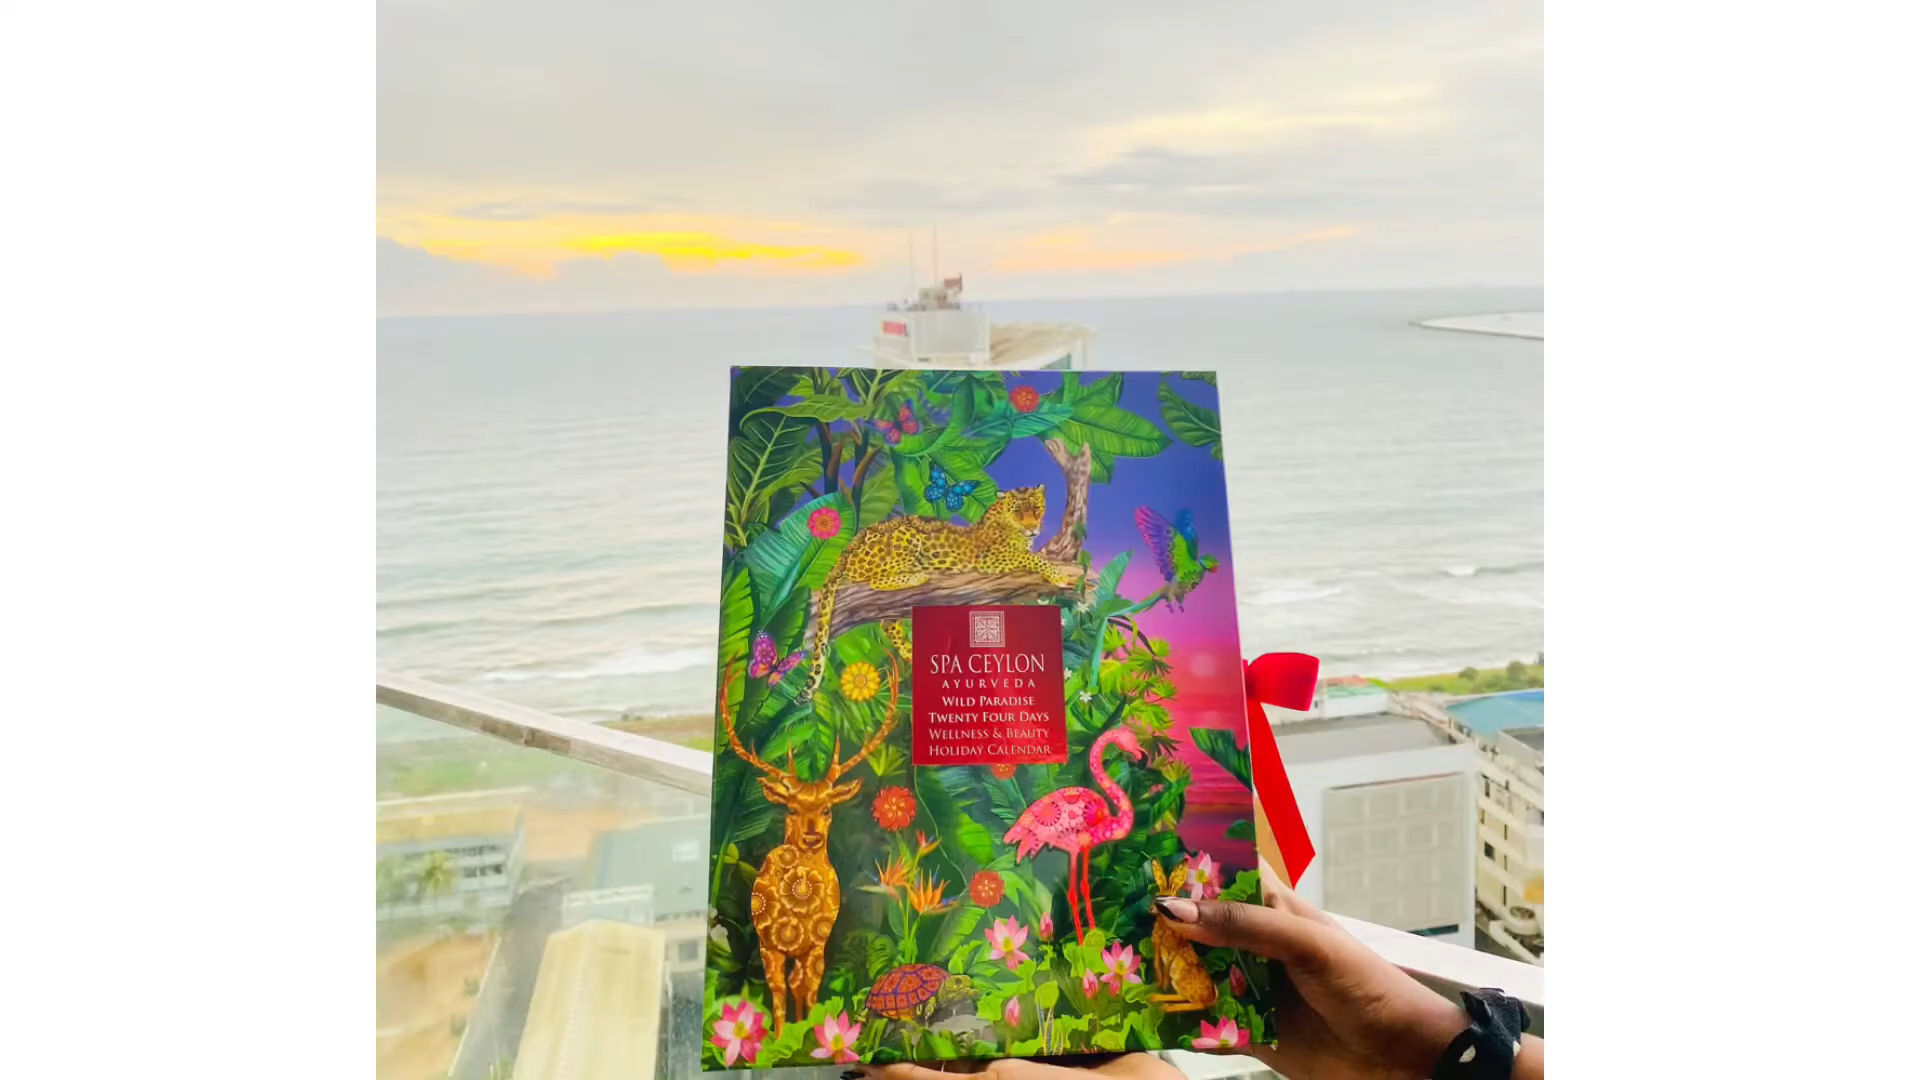 SPA CEYLON
AYURVEDA
WILD PARADISE
TWENTY FOUR DAYS
WELLNESS & BEAUTY
HOLIDAY CALENDAR